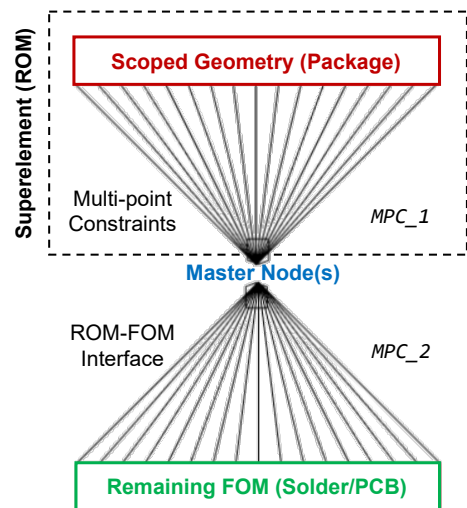 Superelement (ROM)
Scoped Geometry (Package)
Multi-point
Constraints
MPC_1
Master Node(s)
ROM-FOM
Interface
MPC_2
Remaining FOM (Solder/PCB)